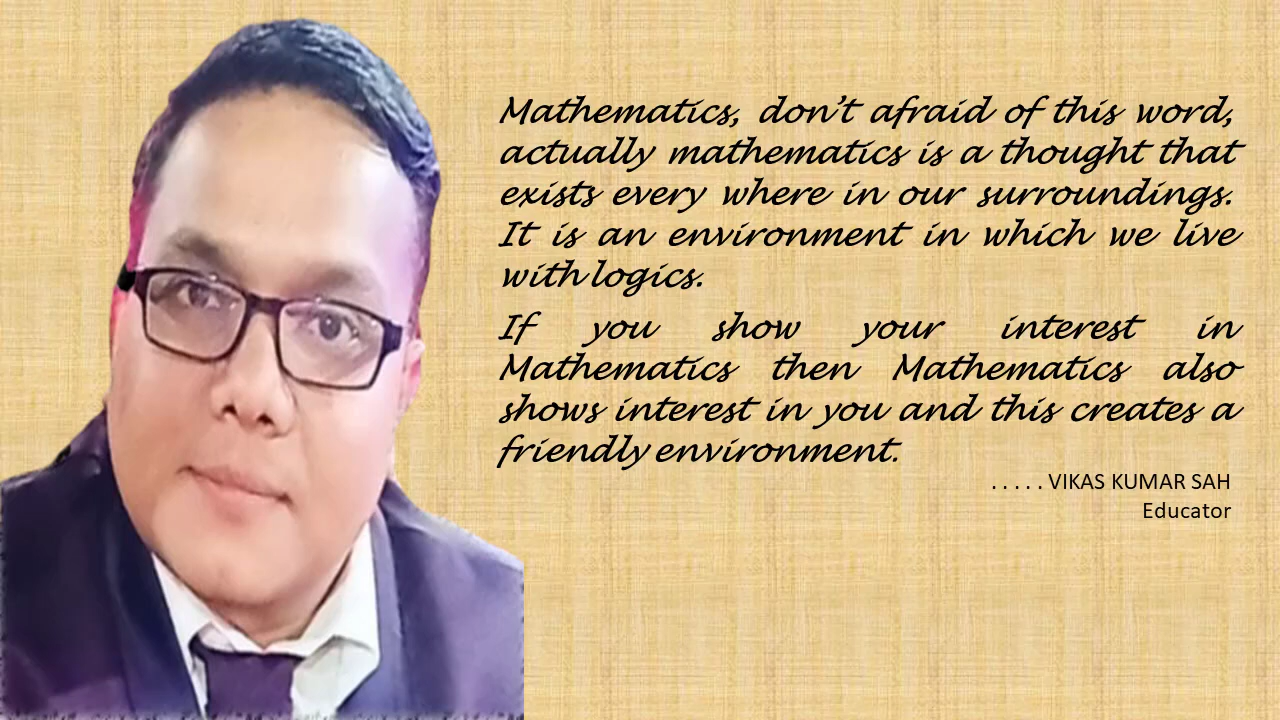 Mathematics, don't afraid of this word,
actually mathematics is a thought that
exists every where in our surroundings.
It is an environment in which we live
with logics.
If you show your interest in
Mathematics then Mathematics also
shows interest in you and this creates a
friendly environment.
. . . . . VIKAS KUMAR SAH
Educator